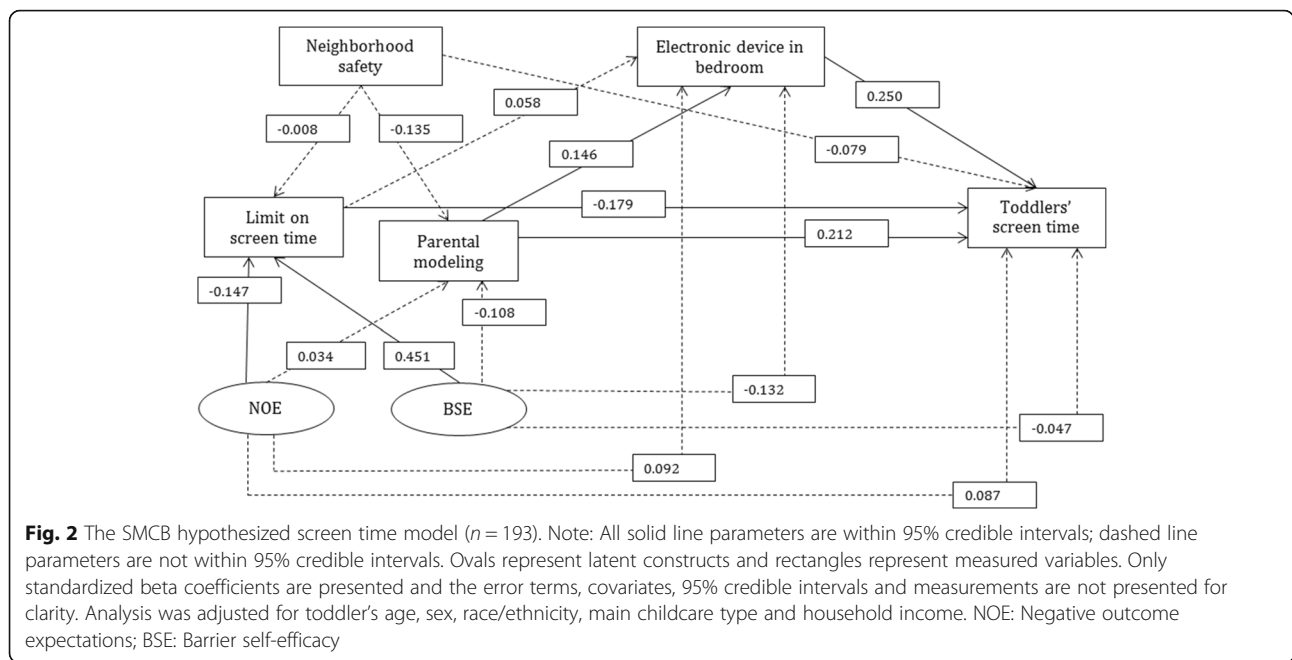 Neighborhood
safety
Electronic device in
bedroom
0.058
0.250
-0.008
-0.135
0.146
-0.079
Limit on
screen time
-0.179
Toddlers'
screen time
Parental
modeling
0.212
-0.147
-0.108
0.034
0.451
NOE
BSE
-0.132
-0.047
0.092
0.087
Fig. 2 The SMCB hypothesized screen time model (n = 193). Note: All solid line parameters are within 95% credible intervals; dashed line
parameters are not within 95% credible intervals. Ovals represent latent constructs and rectangles represent measured variables. Only
standardized beta coefficients are presented and the error terms, covariates, 95% credible intervals and measurements are not presented for
clarity. Analysis was adjusted for toddler's age, sex, race/ethnicity, main childcare type and household income. NOE: Negative outcome
expectations; BSE: Barrier self-efficacy